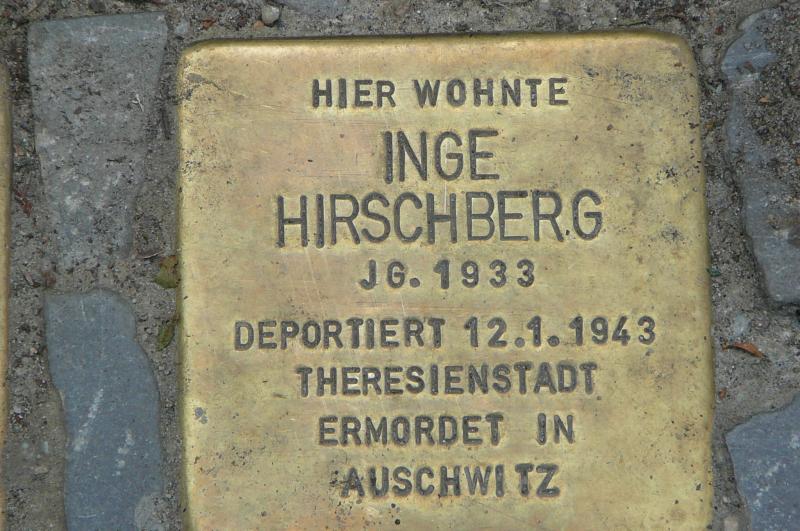 HIER WOHNTE
INGE
HIRSCHBERG
JG. 1933
DEPORTIERT 12.1.1943
THERESIENSTADT
ERMORDET IN
AUSCHWITZ